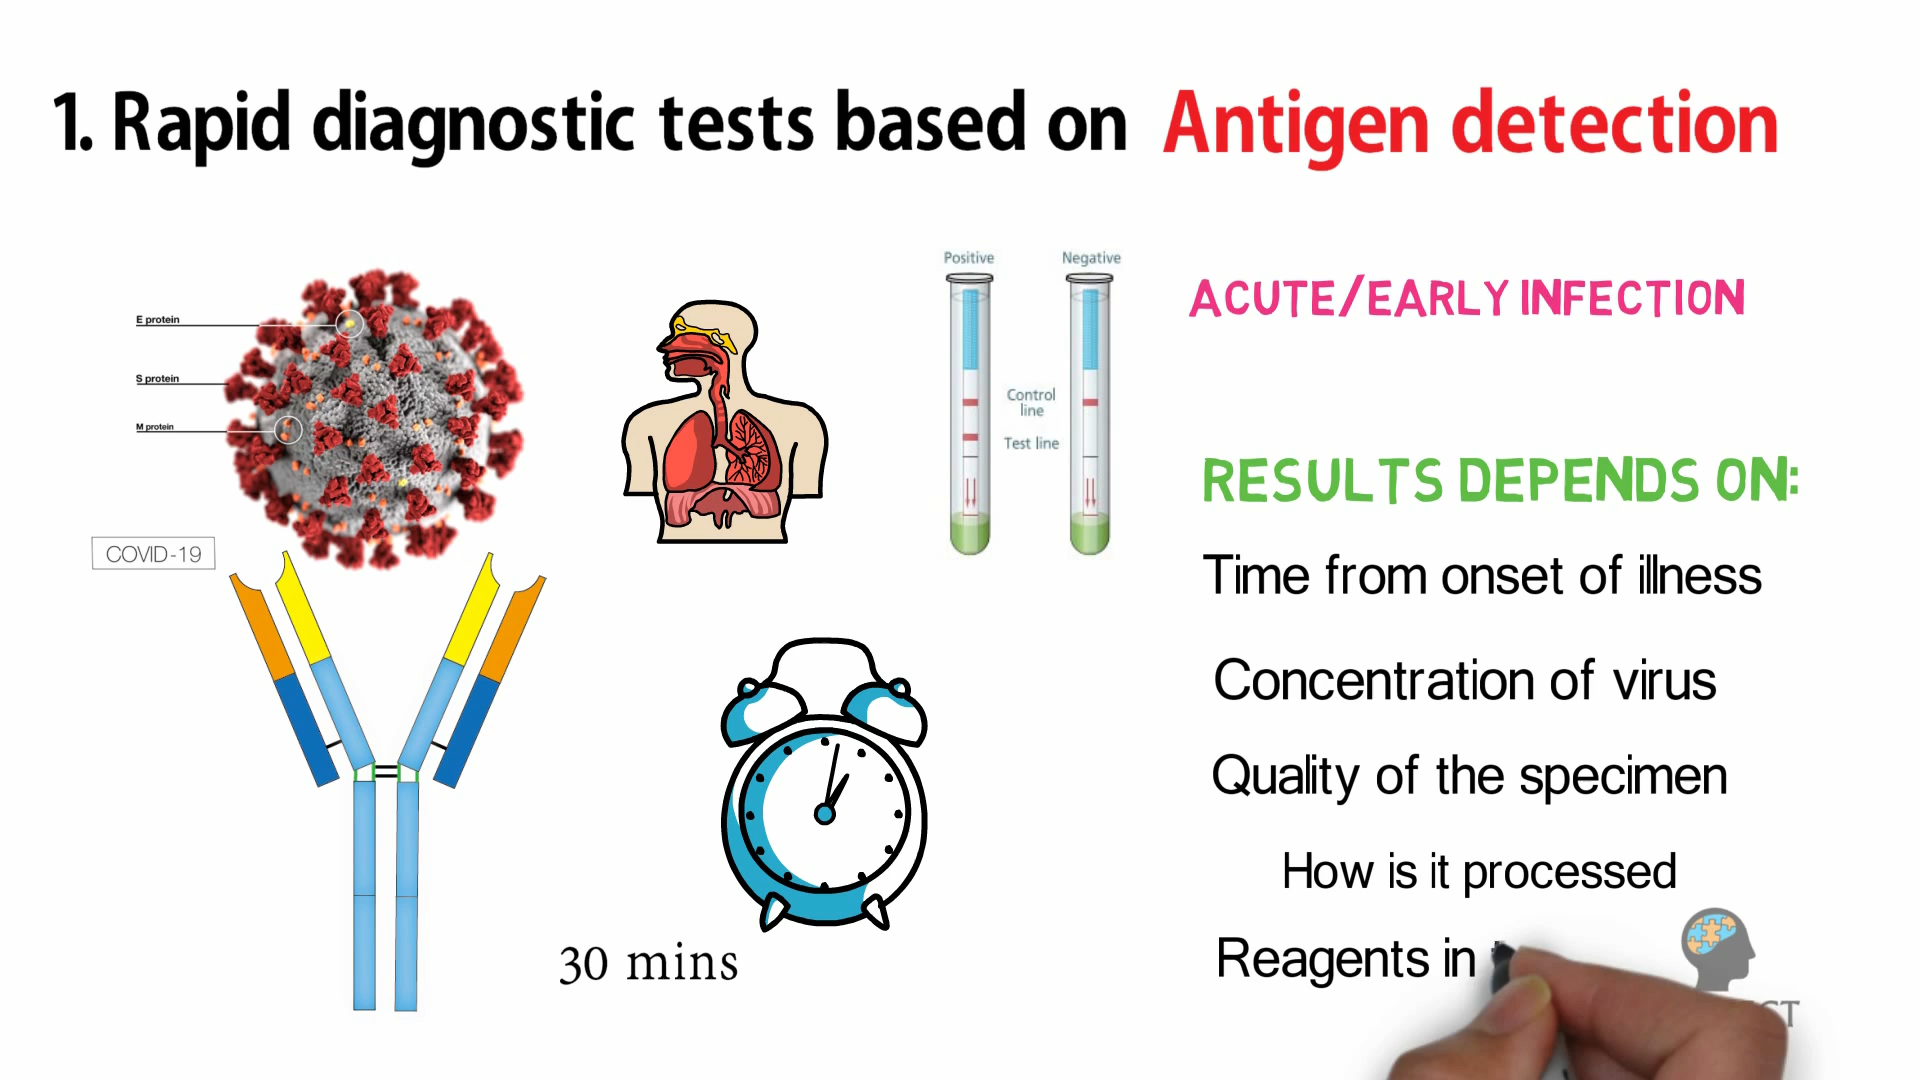 1. Rapid diagnostic tests based on Antigen detection
E protein
S protein
M protein
COVID-19
30 mins
Positive
Negative
Control
line
Test line
ACUTE/EARLY INFECTION
RESULTS DEPENDS ON:
Time from onset of illness
Concentration of virus
Quality of the specimen
How is it processed
Reagents in